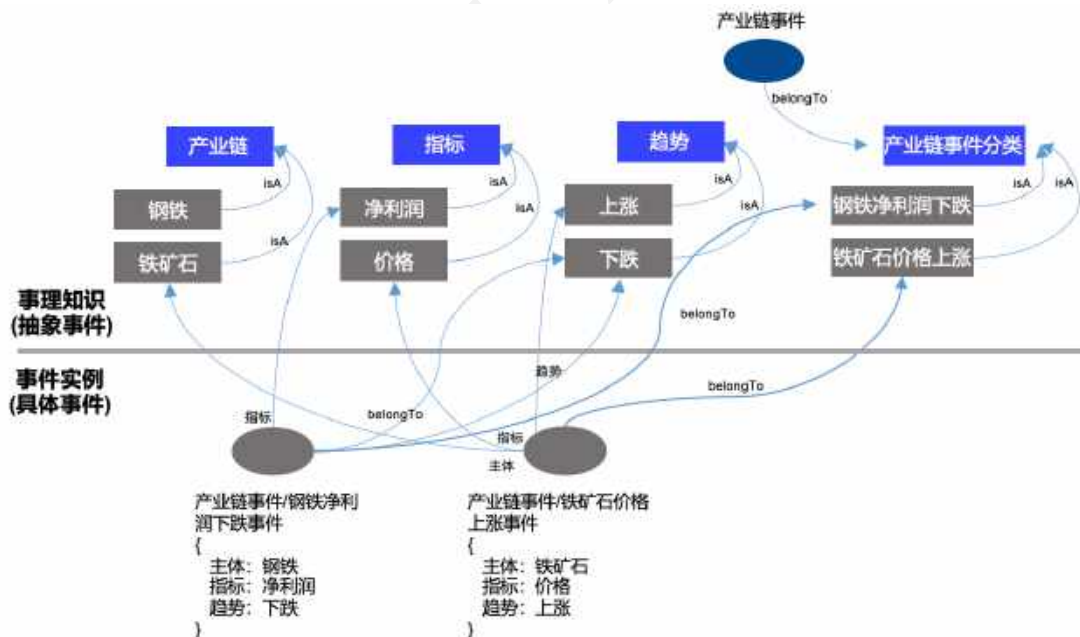 产业链事件
belongTo
产业链
指标
趋势
产业链事件分类
isA
isA
isA
isA
钢铁
净利润
上涨
钢铁净利润下跌
isA
isA
isA
isA
铁矿石
价格
下跌
铁矿石价格上涨
事理知识
(抽象事件)
belongTo
事件实例
(具体事件)
趋势
belongTo
指标
belongTo
指标
主体
产业链事件/钢铁净利
润下跌事件
{
主体：钢铁
指标：净利润
趋势：下跌
}
产业链事件/铁矿石价格
上涨事件
{
主体：铁矿石
指标：价格
趋势：上涨
}